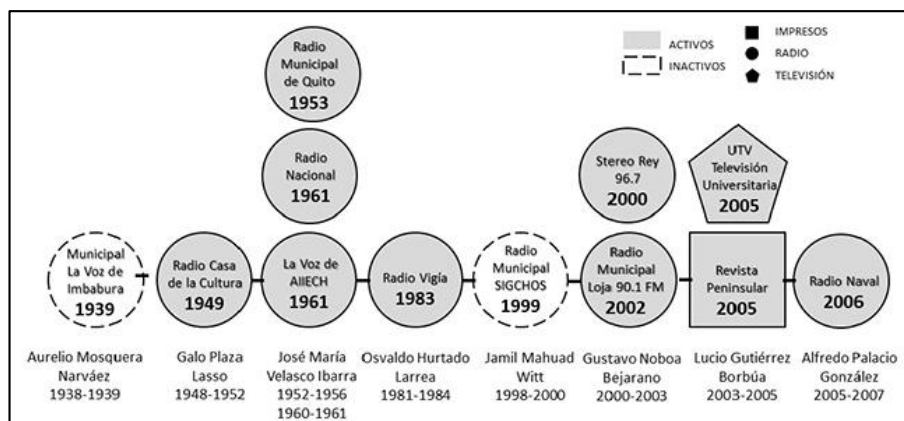 Radio
Municipal
de Quito
1953
ACTIVOS
INACTIVOS
IMPRESOS
RADIO
TELEVISIÓN
Radio
Nacional
1961
Stereo Rey
96.7
2000
UTV
Televisión
Universitaria
2005
Municipal
La Voz de
Imbabura
1939
Radio Casa
de la Cultura
1949
La Voz de
AIIECH
1961
Radio Vigía
1983
Radio
Municipal
SIGCHOS
1999
Radio
Municipal
Loja 90.1 FM
2002
Revista
Peninsular
2005
Radio Naval
2006
Aurelio Mosquera
Narváez
1938-1939
Galo Plaza
Lasso
1948-1952
José María
Velasco Ibarra
1952-1956
1960-1961
Osvaldo Hurtado
Larrea
1981-1984
Jamil Mahuad
Witt
1998-2000
Gustavo Noboa
Bejarano
2000-2003
Lucio Gutiérrez
Borbúa
2003-2005
Alfredo Palacio
González
2005-2007